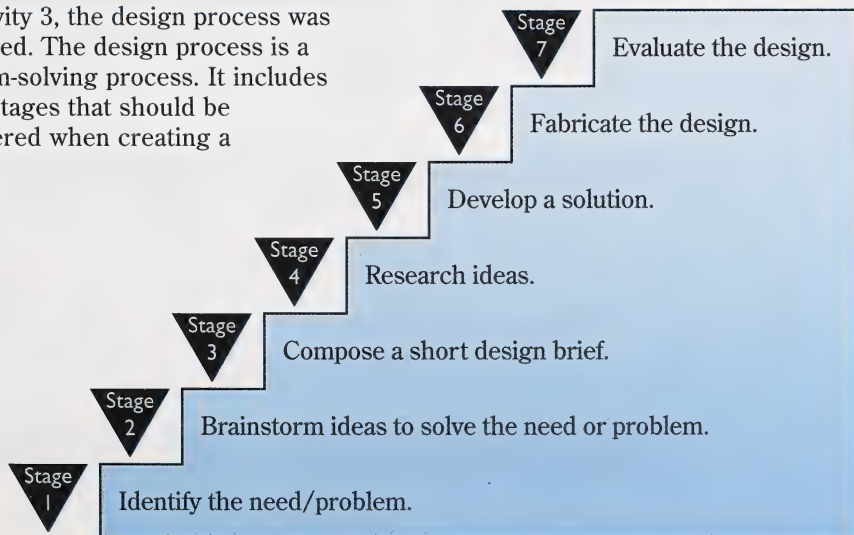 vity 3, the design process was
ed. The design process is a
n-solving process. It includes
tages that should be
ered when creating a
Stage
7
Evaluate the design.
Stage
6
Fabricate the design.
Stage
5
Develop a solution.
Stage
4
Research ideas.
Stage
3
Compose a short design brief.
Stage
2
Brainstorm ideas to solve the need or problem.
Stage
1
Identify the need/problem.